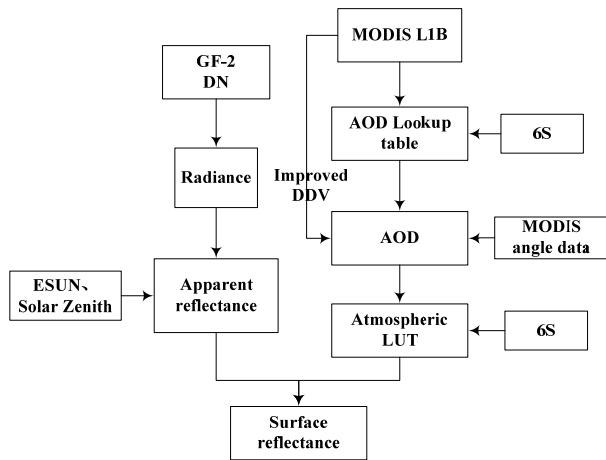 MODIS L1B
GF-2
DN
AOD Lookup
table
6S
Radiance
Improved
DDV
AOD
MODIS
angle data
ESUN、
Solar Zenith
Apparent
reflectance
Atmospheric
LUT
6S
Surface
reflectance